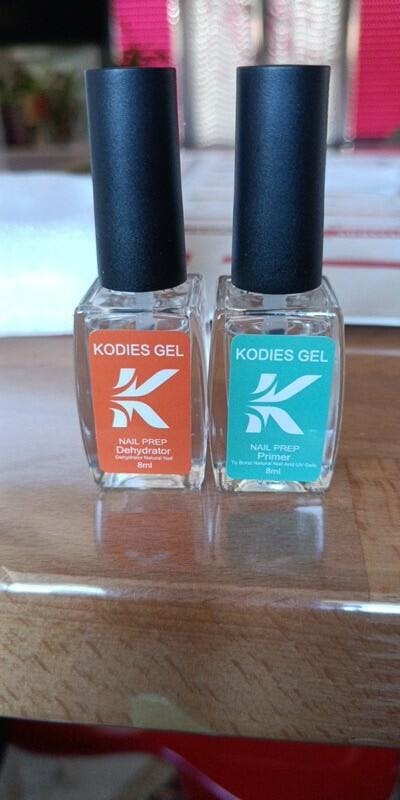 KODIES GEL
NAIL PREP
Dehydrator
Dehydrator Natural Nail
8ml
KODIES GEL
NAIL PREP
Primer
To Bond Natural Nail And UV Gels
8ml